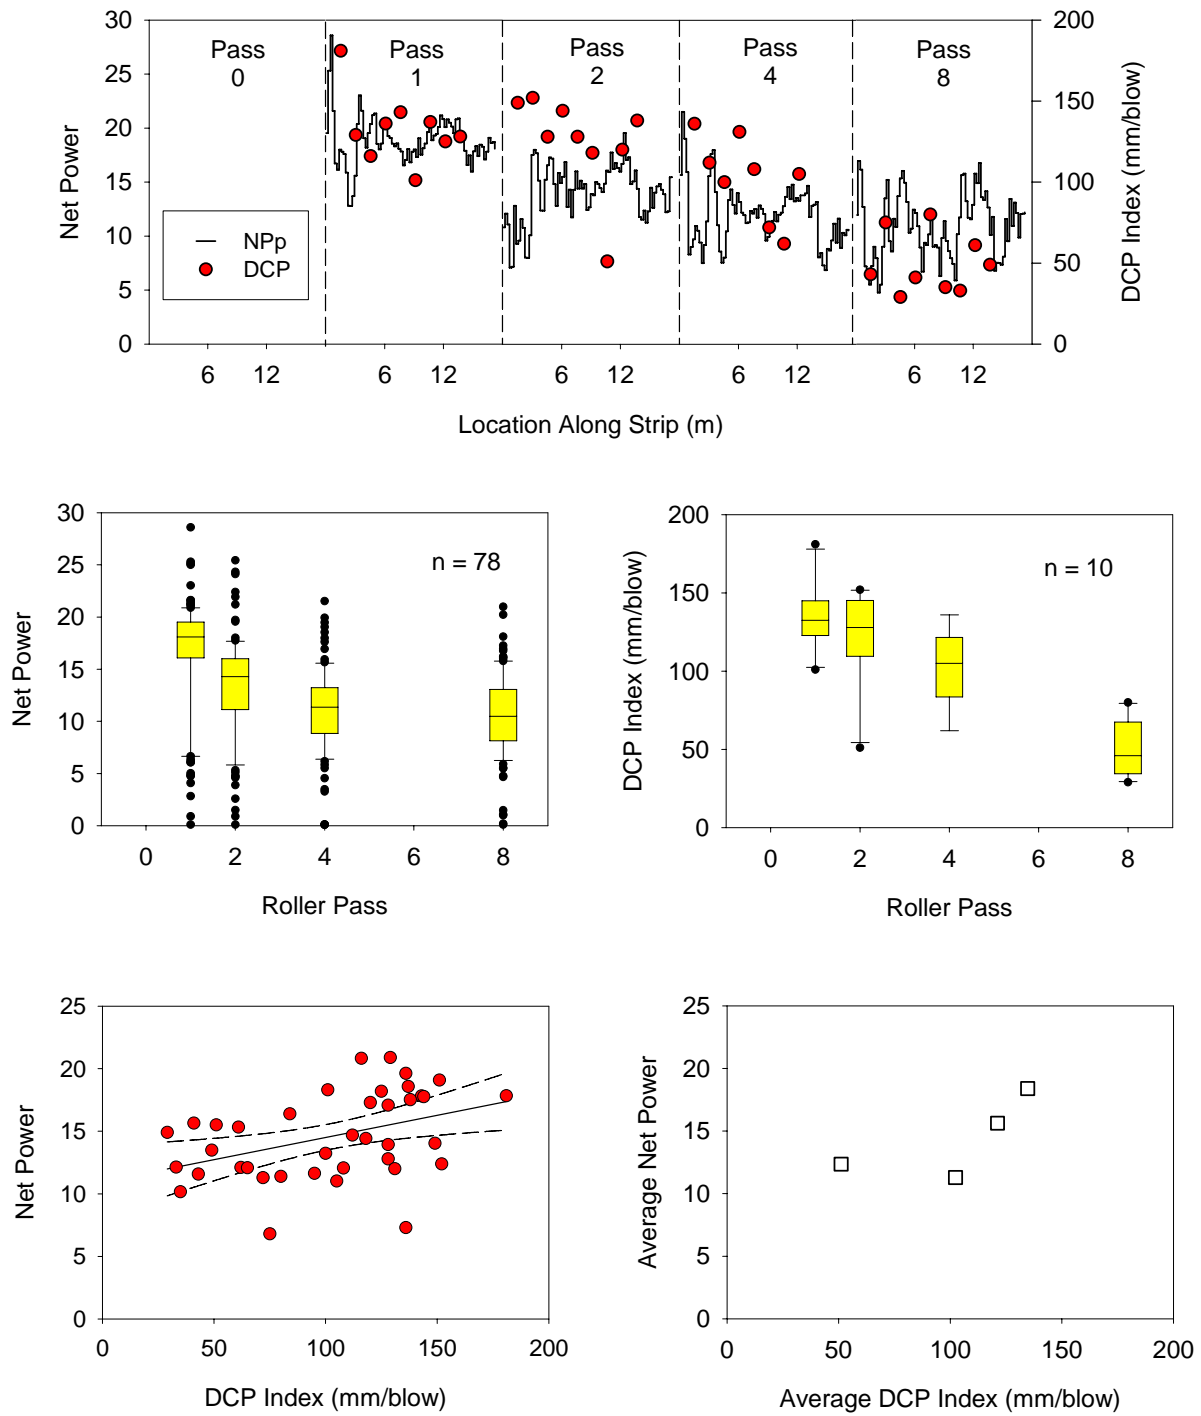 30
25
20
15
10
5
0
Net Power
Pass
0
Pass
1
Pass
2
Pass
4
Pass
8
NPp
DCP
200
150
100
50
0
DCP Index (mm/blow)
6 12 6 12 6 12 6 12 6 12
Location Along Strip (m)
30
25
20
15
10
5
0
Net Power
n = 78
0 2 4 6 8
Roller Pass
200
150
100
50
0
DCP Index (mm/blow)
n = 10
0 2 4 6 8
Roller Pass
25
20
15
10
5
0
Net Power
0 50 100 150 200
DCP Index (mm/blow)
25
20
15
10
5
0
Average Net Power
0 50 100 150 200
Average DCP Index (mm/blow)